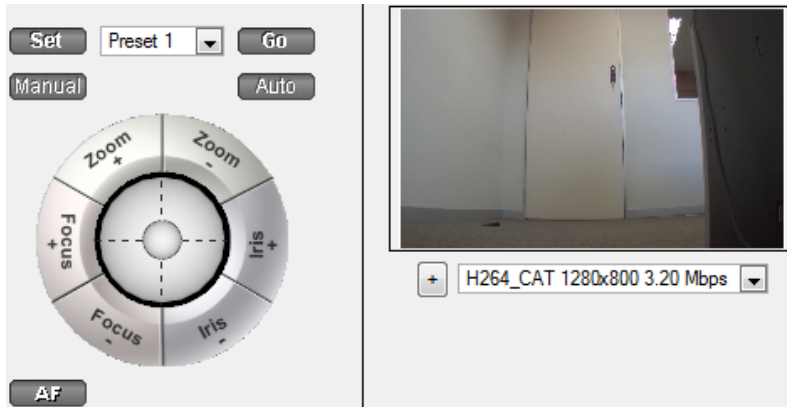 Set Preset 1 Go
Manual Auto
Zoom + Zoom -
Focus + Iris +
Focus - Iris -
AF
+ H264_CAT 1280x800 3.20 Mbps